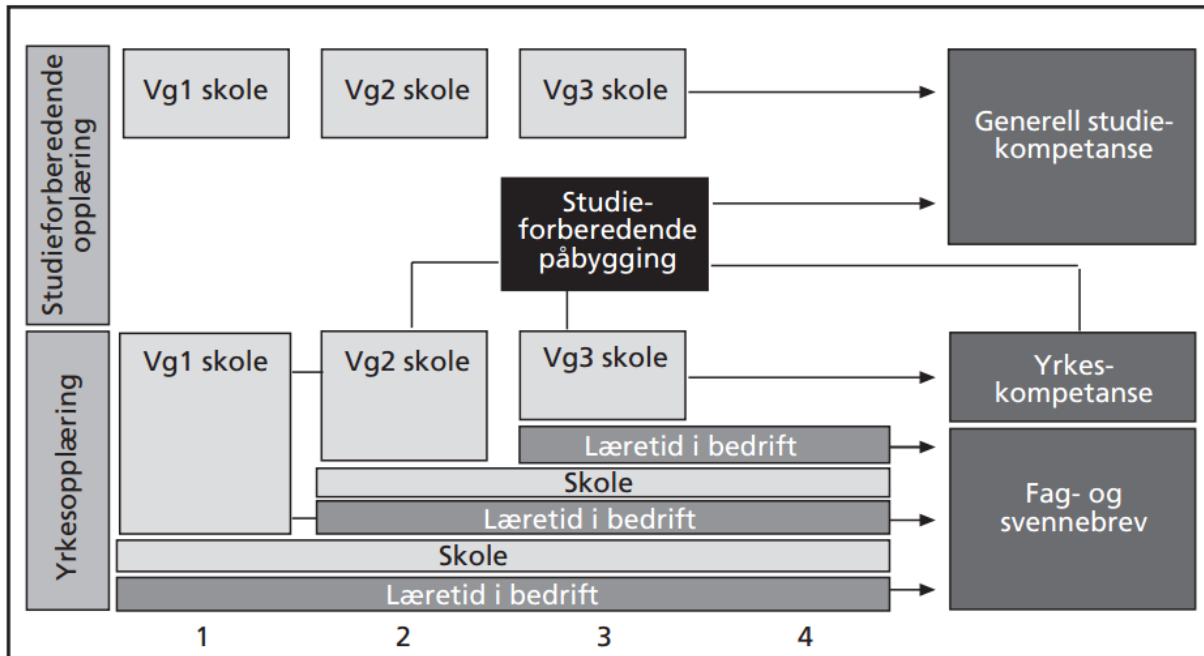 Studieforberedende
opplæring
Vg1 skole
Vg2 skole
Vg3 skole
Generell studie-
kompetanse
Studie-
forberedende
påbygging
Yrkesopplæring
Vg1 skole
Vg2 skole
Vg3 skole
Yrkes-
kompetanse
Læretid i bedrift
Skole
Læretid i bedrift
Fag- og
svennebrev
Skole
Læretid i bedrift
1
2
3
4